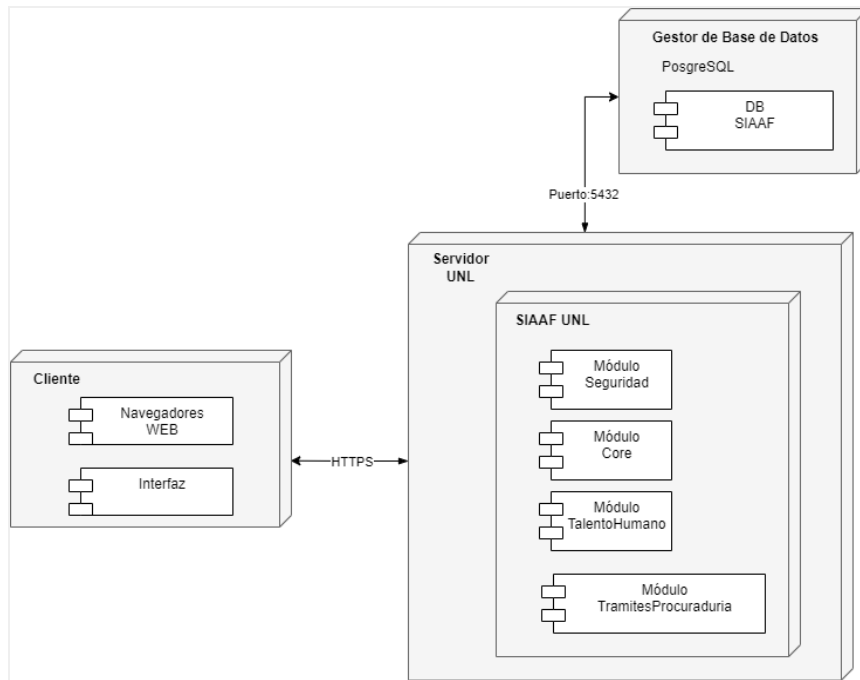 Gestor de Base de Datos
PosgreSQL
DB
SIAAF
Puerto:5432
Servidor
UNL
SIAAF UNL
Módulo
Seguridad
Módulo
Core
Módulo
TalentoHumano
Módulo
TramitesProcuraduria
Cliente
Navegadores
WEB
Interfaz
HTTPS